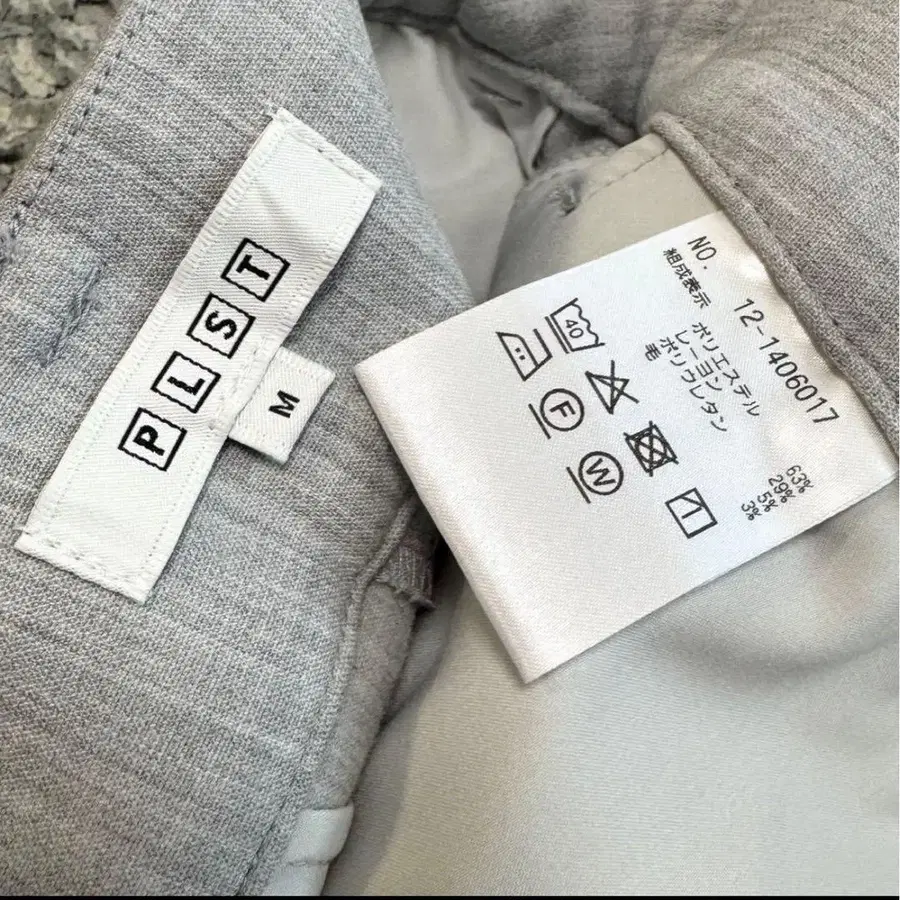 PLST
M
NO.
12-1406017
組成表示
ポリエステル 63%
レーヨン 29%
ポリウレタン 5%
毛 3%
40
F
W